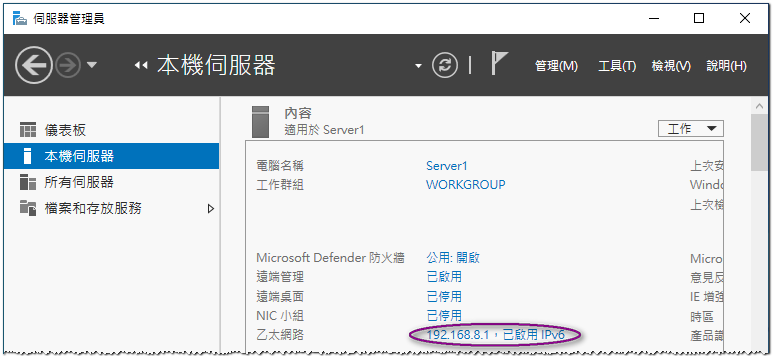 伺服器管理員
本機伺服器
管理(M) 工具(T) 檢視(V) 說明(H)
儀表板
本機伺服器
所有伺服器
檔案和存放服務
內容
適用於 Server1
工作
電腦名稱 Server1 上次安
工作群組 WORKGROUP Windo
上次檢
Microsoft Defender 防火牆 公用: 開啟 Micro
遠端管理 已啟用 意見反
遠端桌面 已停用 IE 增強
NIC 小組 已停用 時區
乙太網路 192.168.8.1，已啟用 IPv6 產品識